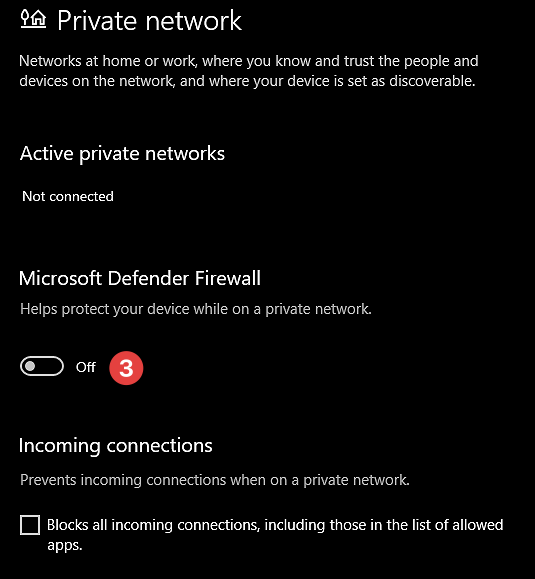 Private network
Networks at home or work, where you know and trust the people and
devices on the network, and where your device is set as discoverable.
Active private networks
Not connected
Microsoft Defender Firewall
Helps protect your device while on a private network.
Off 3
Incoming connections
Prevents incoming connections when on a private network.
Blocks all incoming connections, including those in the list of allowed
apps.